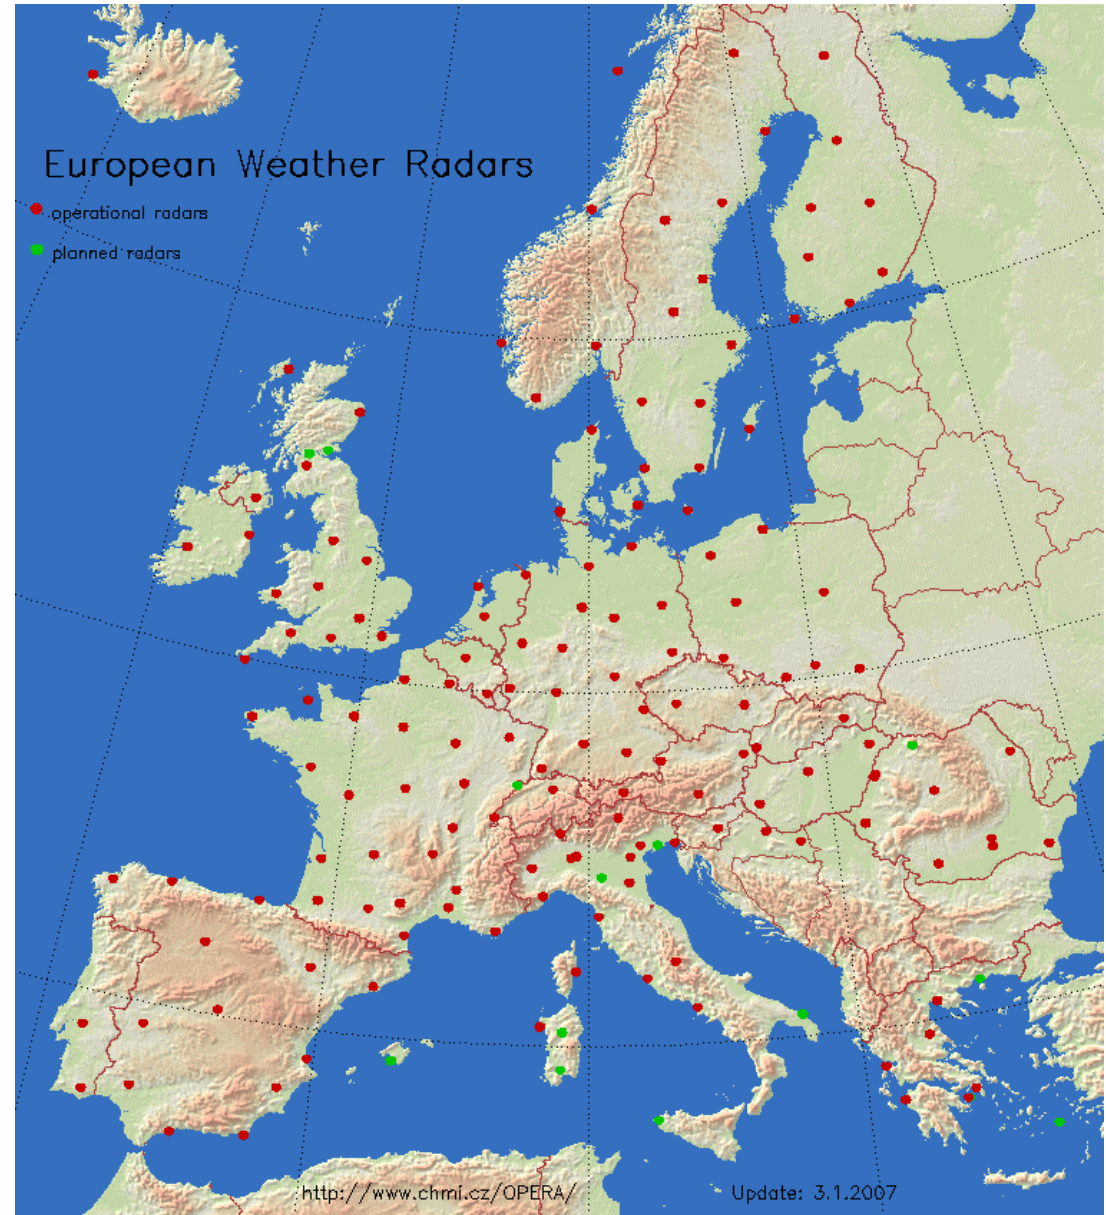 European Weather Radars
operational radars
planned radars
http://www.chmi.cz/OPERA/
Update: 3.1.2007